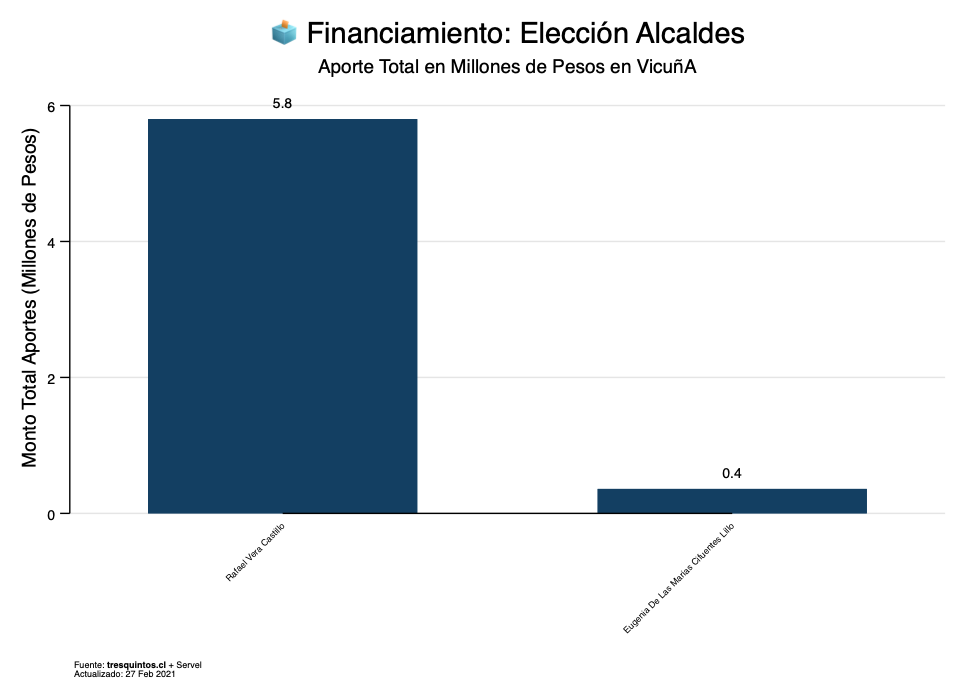 Financiamiento: Elección Alcaldes
Aporte Total en Millones de Pesos en VicuñA
Monto Total Aportes (Millones de Pesos)
6
4
2
0
5.8
0.4
Rafael Vera Castillo
Eugenia De Las Marias Cifuentes Lillo
Fuente: tresquintos.cl + Servel
Actualizado: 27 Feb 2021